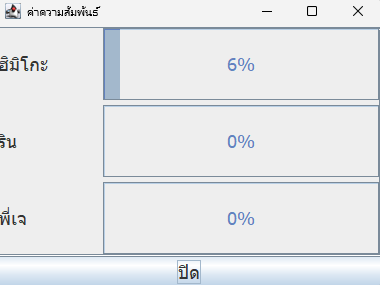 ค่าความสัมพันธ์
ฮิมิโกะ 6%
ริน 0%
พี่เจ 0%
ปิด